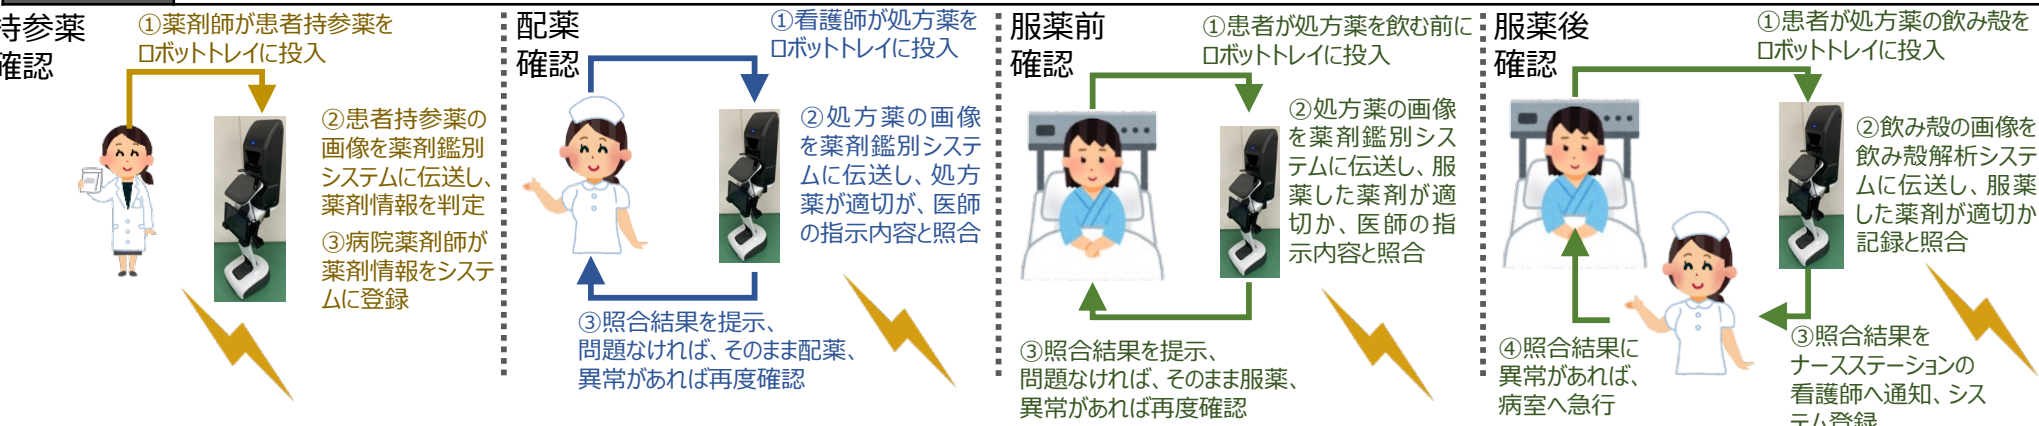 持参薬
確認
①薬剤師が患者持参薬を
ロボットトレイに投入
②患者持参薬の
画像を薬剤鑑別
システムに伝送し、
薬剤情報を判定
③病院薬剤師が
薬剤情報をシステ
ムに登録
配薬
確認
①看護師が処方薬を
ロボットトレイに投入
②処方薬の画像
を薬剤鑑別システ
ムに伝送し、処方
薬が適切が、医師
の指示内容と照合
③照合結果を提示、
問題なければ、そのまま配薬、
異常があれば再度確認
服薬前
確認
①患者が処方薬を飲む前に
ロボットトレイに投入
②処方薬の画像
を薬剤鑑別シス
テムに伝送し、服
薬した薬剤が適
切か、医師の指
示内容と照合
③照合結果を提示、
問題なければ、そのまま服薬、
異常があれば再度確認
服薬後
確認
①患者が処方薬の飲み殻を
ロボットトレイに投入
②飲み殻の画像を
飲み殻解析システ
ムに伝送し、服薬
した薬剤が適切か
記録と照合
③照合結果を
ナースステーションの
看護師へ通知、シス
テム登録
④照合結果に
異常があれば、
病室へ急行